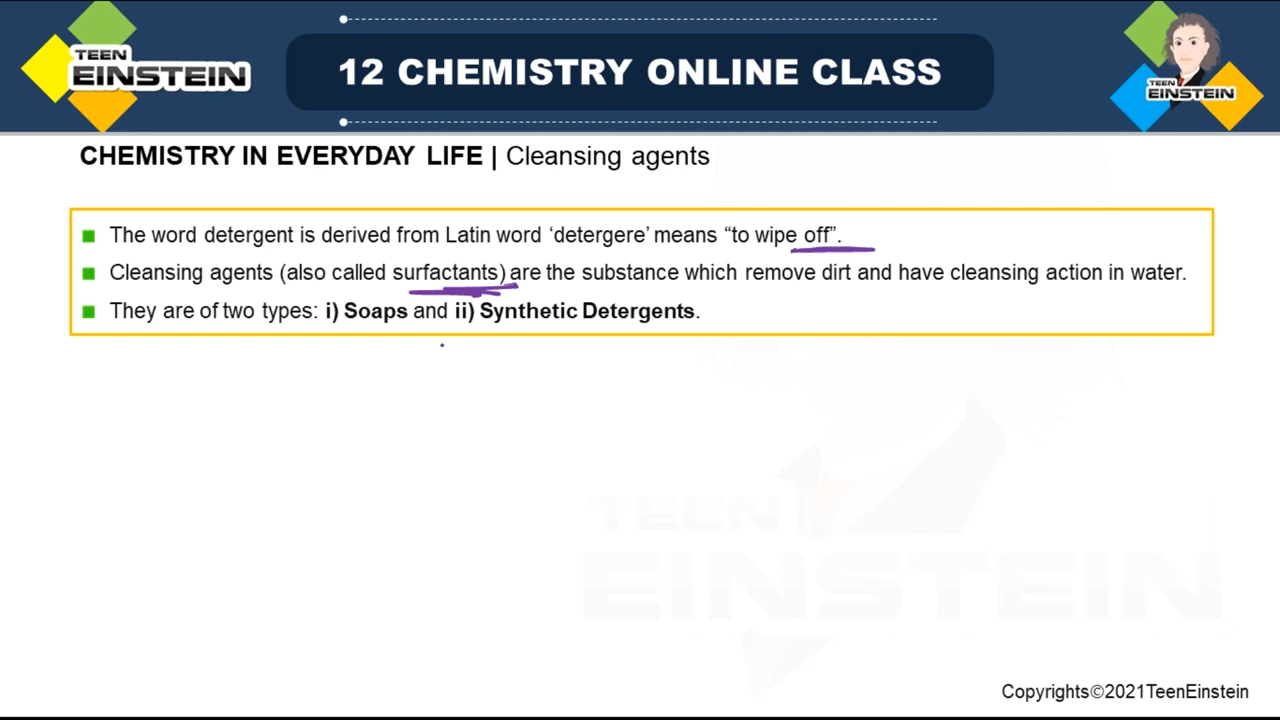 TEEN
EINSTEIN
12 CHEMISTRY ONLINE CLASS
TEEN
EINSTEIN
CHEMISTRY IN EVERYDAY LIFE | Cleansing agents
The word detergent is derived from Latin word ‘detergere’ means “to wipe off”.
Cleansing agents (also called surfactants) are the substance which remove dirt and have cleansing action in water.
They are of two types: i) Soaps and ii) Synthetic Detergents.
TEEN
EINSTEIN
Copyrights©2021TeenEinstein